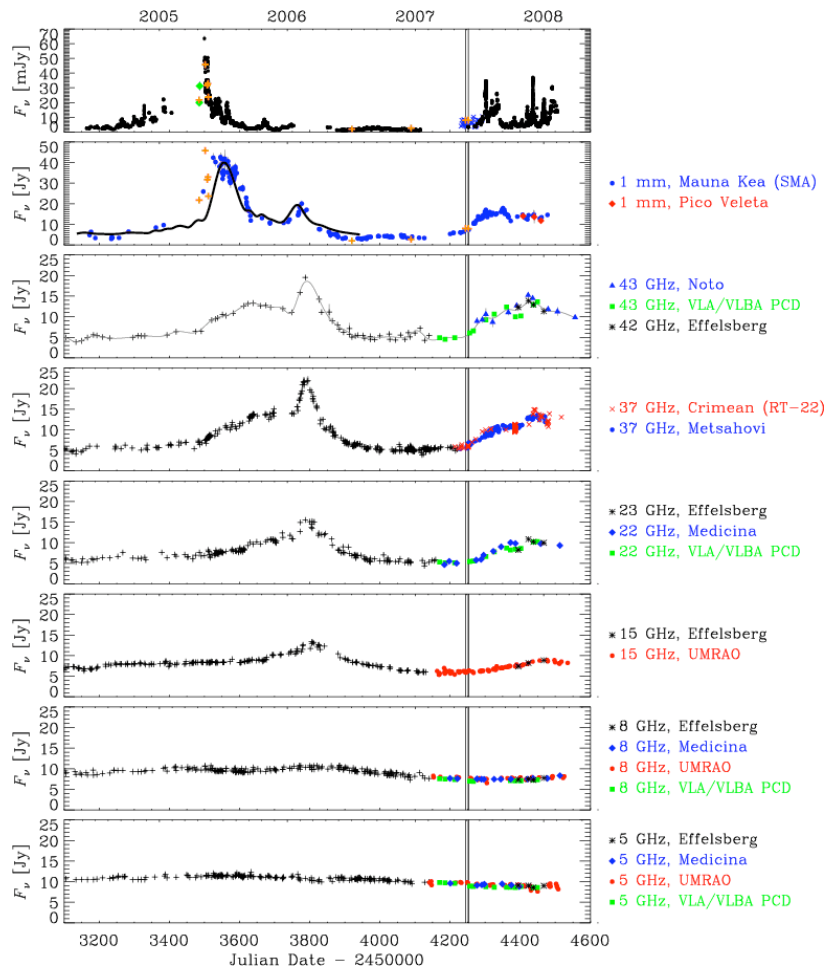 2005 2006 2007 2008
70
60
50
40
30
20
10
0
Fν [mJy]
50
40
30
20
10
0
Fν [Jy]
1 mm, Mauna Kea (SMA)
1 mm, Pico Veleta
25
20
15
10
5
0
Fν [Jy]
43 GHz, Noto
43 GHz, VLA/VLBA PCD
42 GHz, Effelsberg
25
20
15
10
5
0
Fν [Jy]
37 GHz, Crimean (RT-22)
37 GHz, Metsahovi
25
20
15
10
5
0
Fν [Jy]
23 GHz, Effelsberg
22 GHz, Medicina
22 GHz, VLA/VLBA PCD
25
20
15
10
5
0
Fν [Jy]
15 GHz, Effelsberg
15 GHz, UMRAO
25
20
15
10
5
0
Fν [Jy]
8 GHz, Effelsberg
8 GHz, Medicina
8 GHz, UMRAO
8 GHz, VLA/VLBA PCD
25
20
15
10
5
0
Fν [Jy]
5 GHz, Effelsberg
5 GHz, Medicina
5 GHz, UMRAO
5 GHz, VLA/VLBA PCD
3200 3400 3600 3800 4000 4200 4400 4600
Julian Date - 2450000